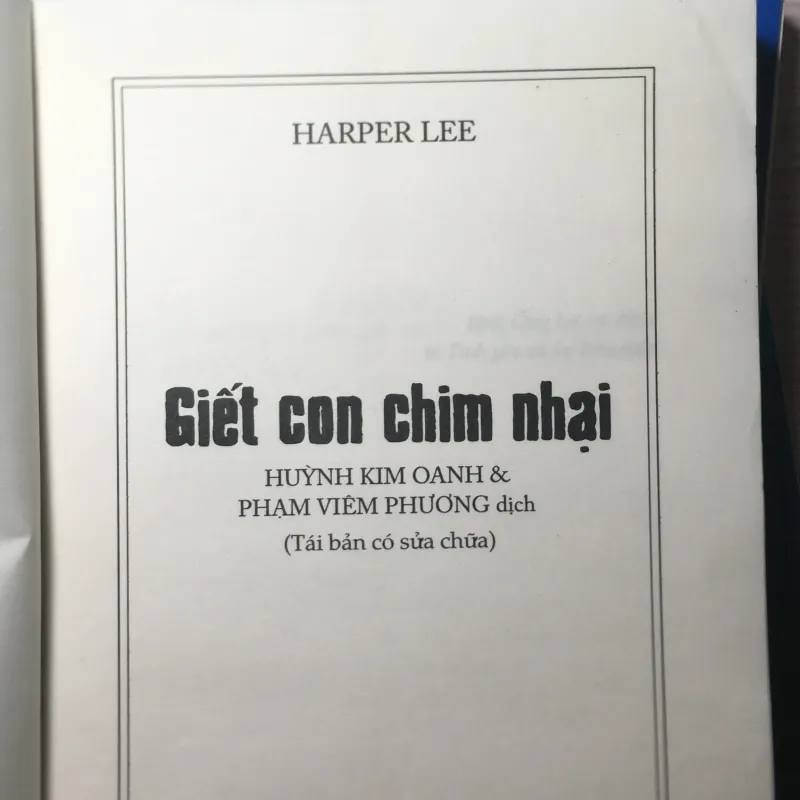 HARPER LEE
Giết con chim nhại
HUỲNH KIM OANH &
PHẠM VIÊM PHƯƠNG dịch
(Tái bản có sửa chữa)